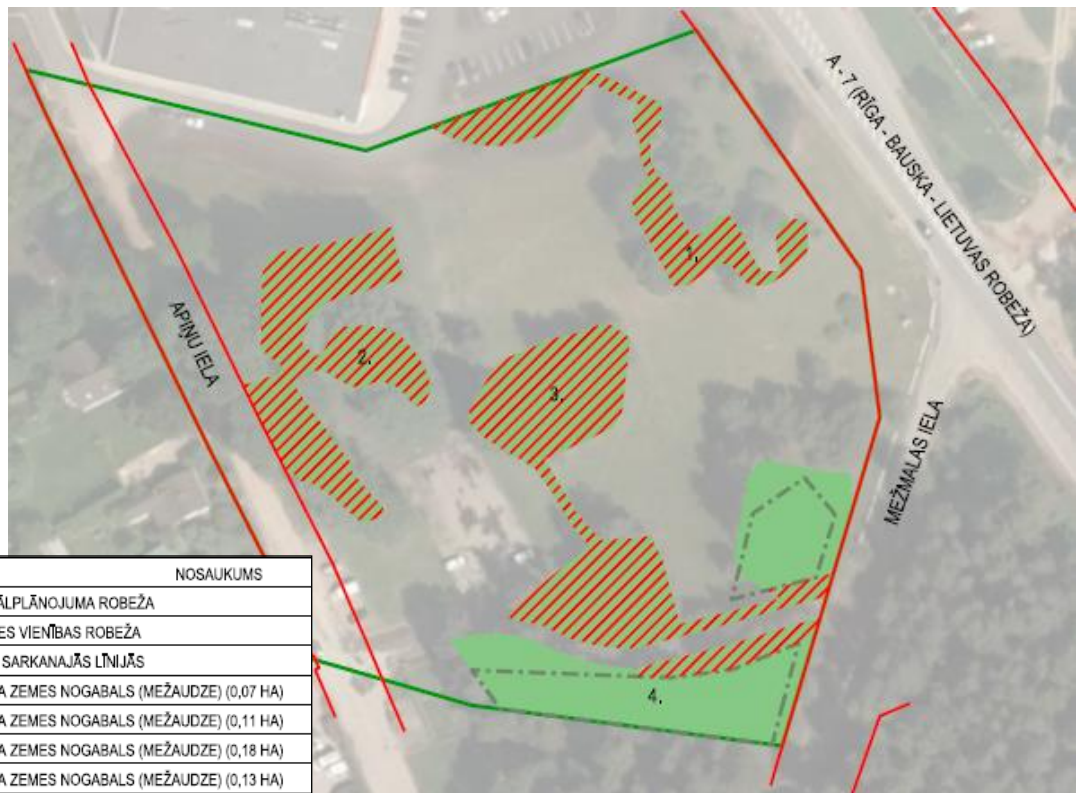 A - 7 (RĪGA - BAUSKA - LIETUVAS ROBEŽA)
1.
APIŅU IELA
2.
3.
MEŽMALAS IELA
4.
NOSAUKUMS
ĀLPLĀNOJUMA ROBEŽA
ES VIENĪBAS ROBEŽA
SARKANAJĀS LĪNIJĀS
A ZEMES NOGABALS (MEŽAUDZE) (0,07 HA)
A ZEMES NOGABALS (MEŽAUDZE) (0,11 HA)
A ZEMES NOGABALS (MEŽAUDZE) (0,18 HA)
A ZEMES NOGABALS (MEŽAUDZE) (0,13 HA)